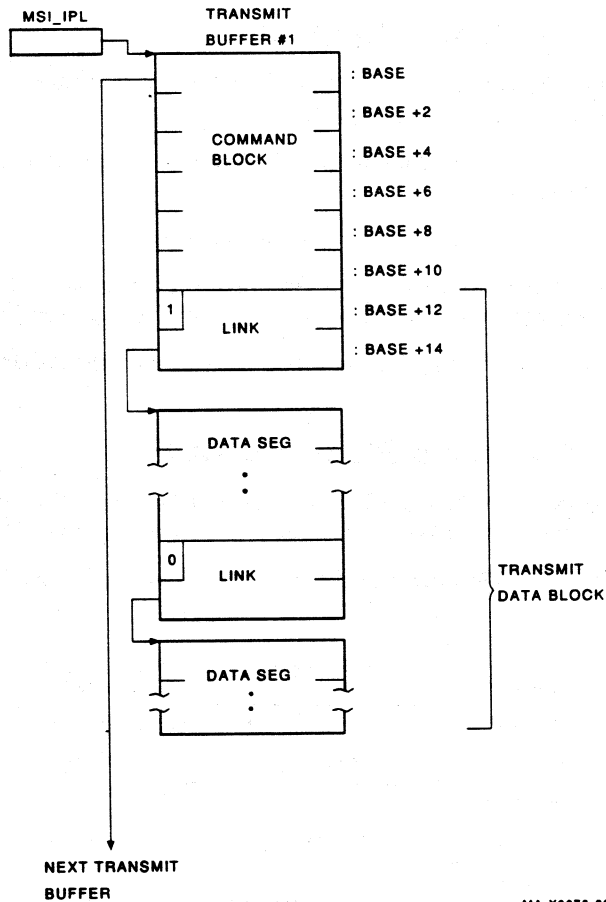 MSI_IPL
TRANSMIT
BUFFER #1
: BASE
: BASE +2
COMMAND
BLOCK
: BASE +4
: BASE +6
: BASE +8
: BASE +10
1
LINK
: BASE +12
: BASE +14
DATA SEG
0
LINK
TRANSMIT
DATA BLOCK
DATA SEG
NEXT TRANSMIT
BUFFER